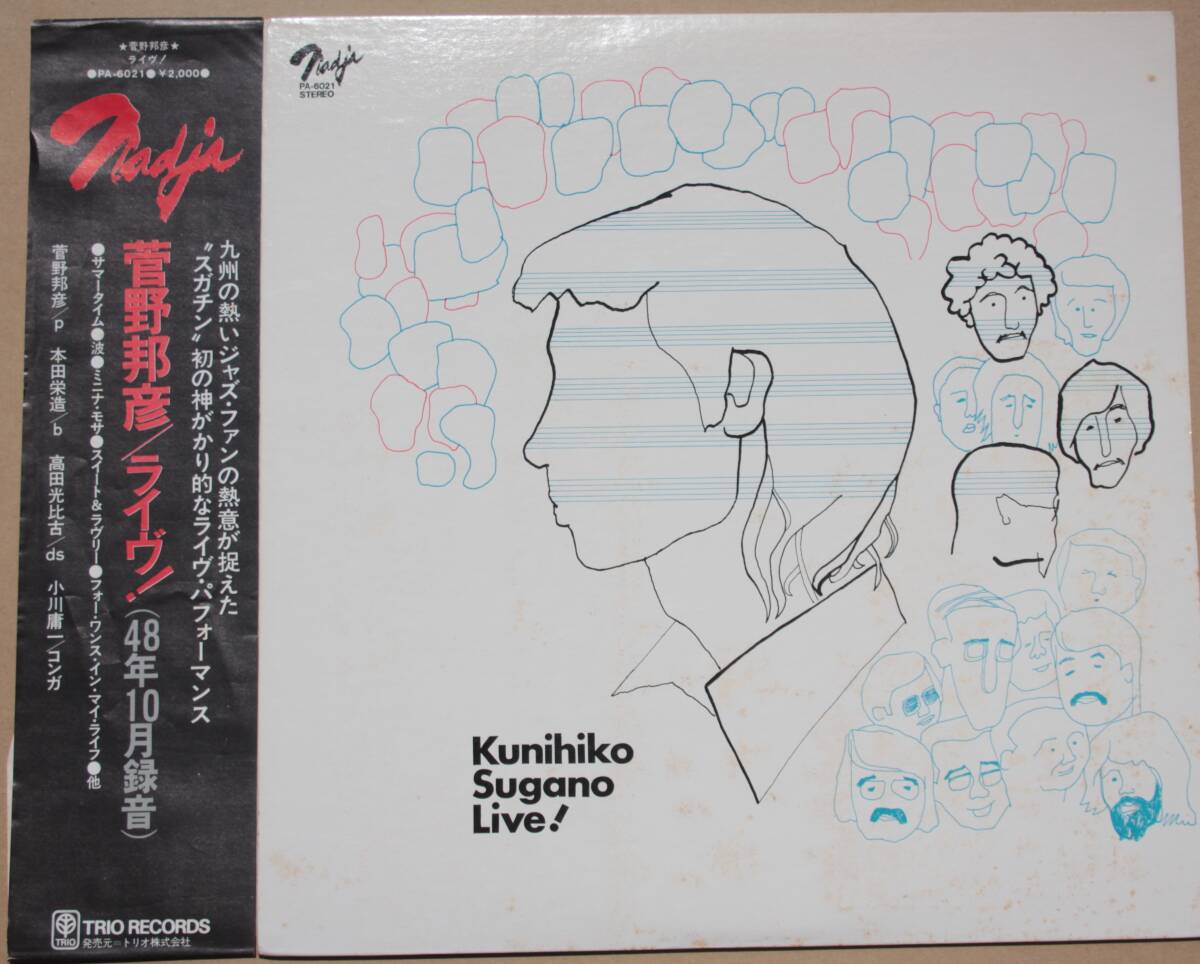 ★菅野邦彦★
ライヴ!
●PA-6021●¥2,000●
Nadja
九州の熱いジャズ・ファンの熱意が捉えた
〝スガチン〟初の神がかり的なライヴ・パフォーマンス
菅野邦彦/ライヴ!(48年10月録音)
●サマータイム●波●ミニナ・モサ●スイート&ラヴリー●フォー・ワンス・イン・マイ・ライフ●他
菅野邦彦/p 本田栄造/b 高田光比古/ds 小川庸一/コンガ
TRIO
TRIO RECORDS
発売元=トリオ株式会社
Nadja
PA-6021
STEREO
Kunihiko
Sugano
Live!